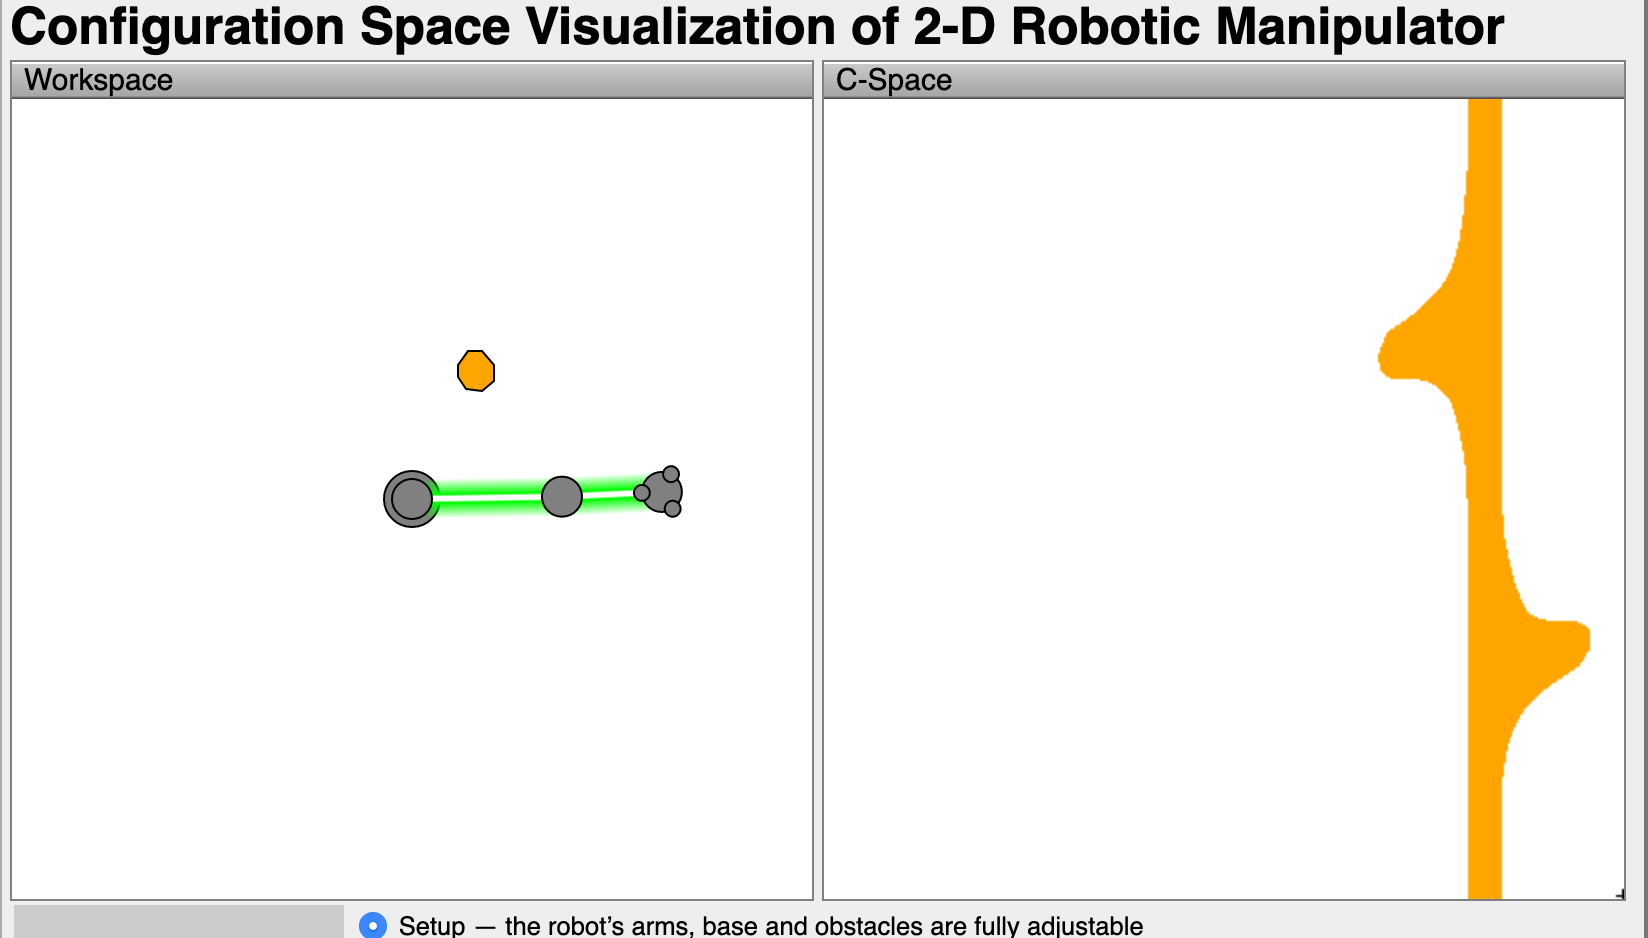 Configuration Space Visualization of 2-D Robotic Manipulator
Workspace
C-Space
Setup — the robot’s arms, base and obstacles are fully adjustable